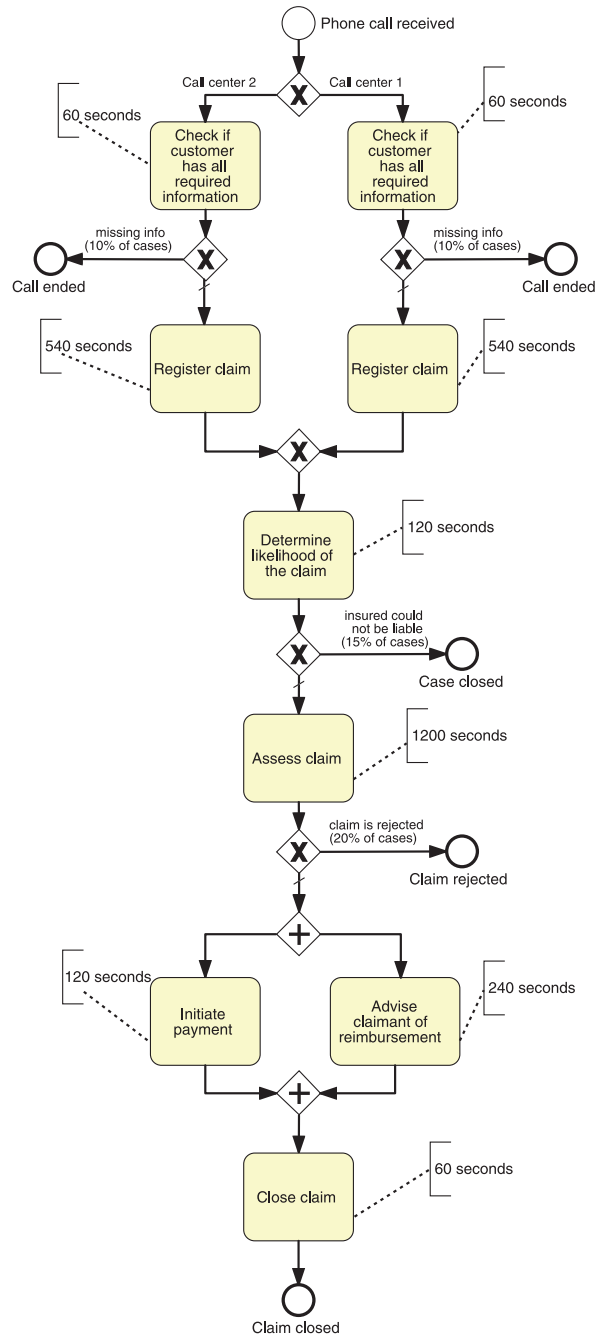 Phone call received
Call center 2
Call center 1
60 seconds
60 seconds
Check if
customer
has all
required
information
Check if
customer
has all
required
information
missing info
(10% of cases)
missing info
(10% of cases)
X
X
X
Call ended
Call ended
540 seconds
540 seconds
Register claim
Register claim
X
120 seconds
Determine
likelihood of
the claim
insured could
not be liable
(15% of cases)
X
Case closed
1200 seconds
Assess claim
claim is rejected
(20% of cases)
X
Claim rejected
120 seconds
240 seconds
Initiate
payment
Advise
claimant of
reimbursement
60 seconds
Close claim
Claim closed